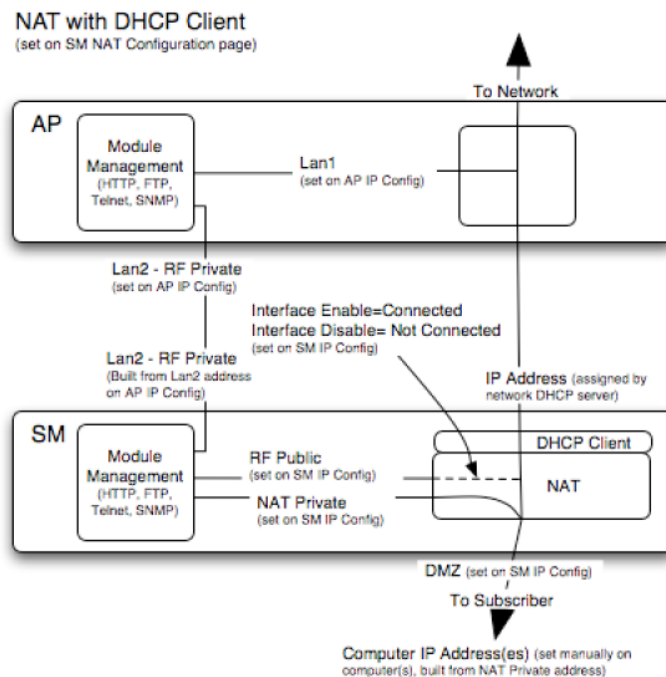 NAT with DHCP Client
(set on SM NAT Configuration page)
To Network
AP
Module
Management
(HTTP, FTP,
Telnet, SNMP)
Lan1
(set on AP IP Config)
Lan2 - RF Private
(set on AP IP Config)
Interface Enable=Connected
Interface Disable= Not Connected
(set on SM IP Config)
Lan2 - RF Private
(Built from Lan2 address
on AP IP Config)
IP Address (assigned by
network DHCP server)
SM
Module
Management
(HTTP, FTP,
Telnet, SNMP)
RF Public
(set on SM IP Config)
NAT Private
(set on SM IP Config)
DHCP Client
NAT
DMZ (set on SM IP Config)
To Subscriber
Computer IP Address(es) (set manually on
computer(s), built from NAT Private address)